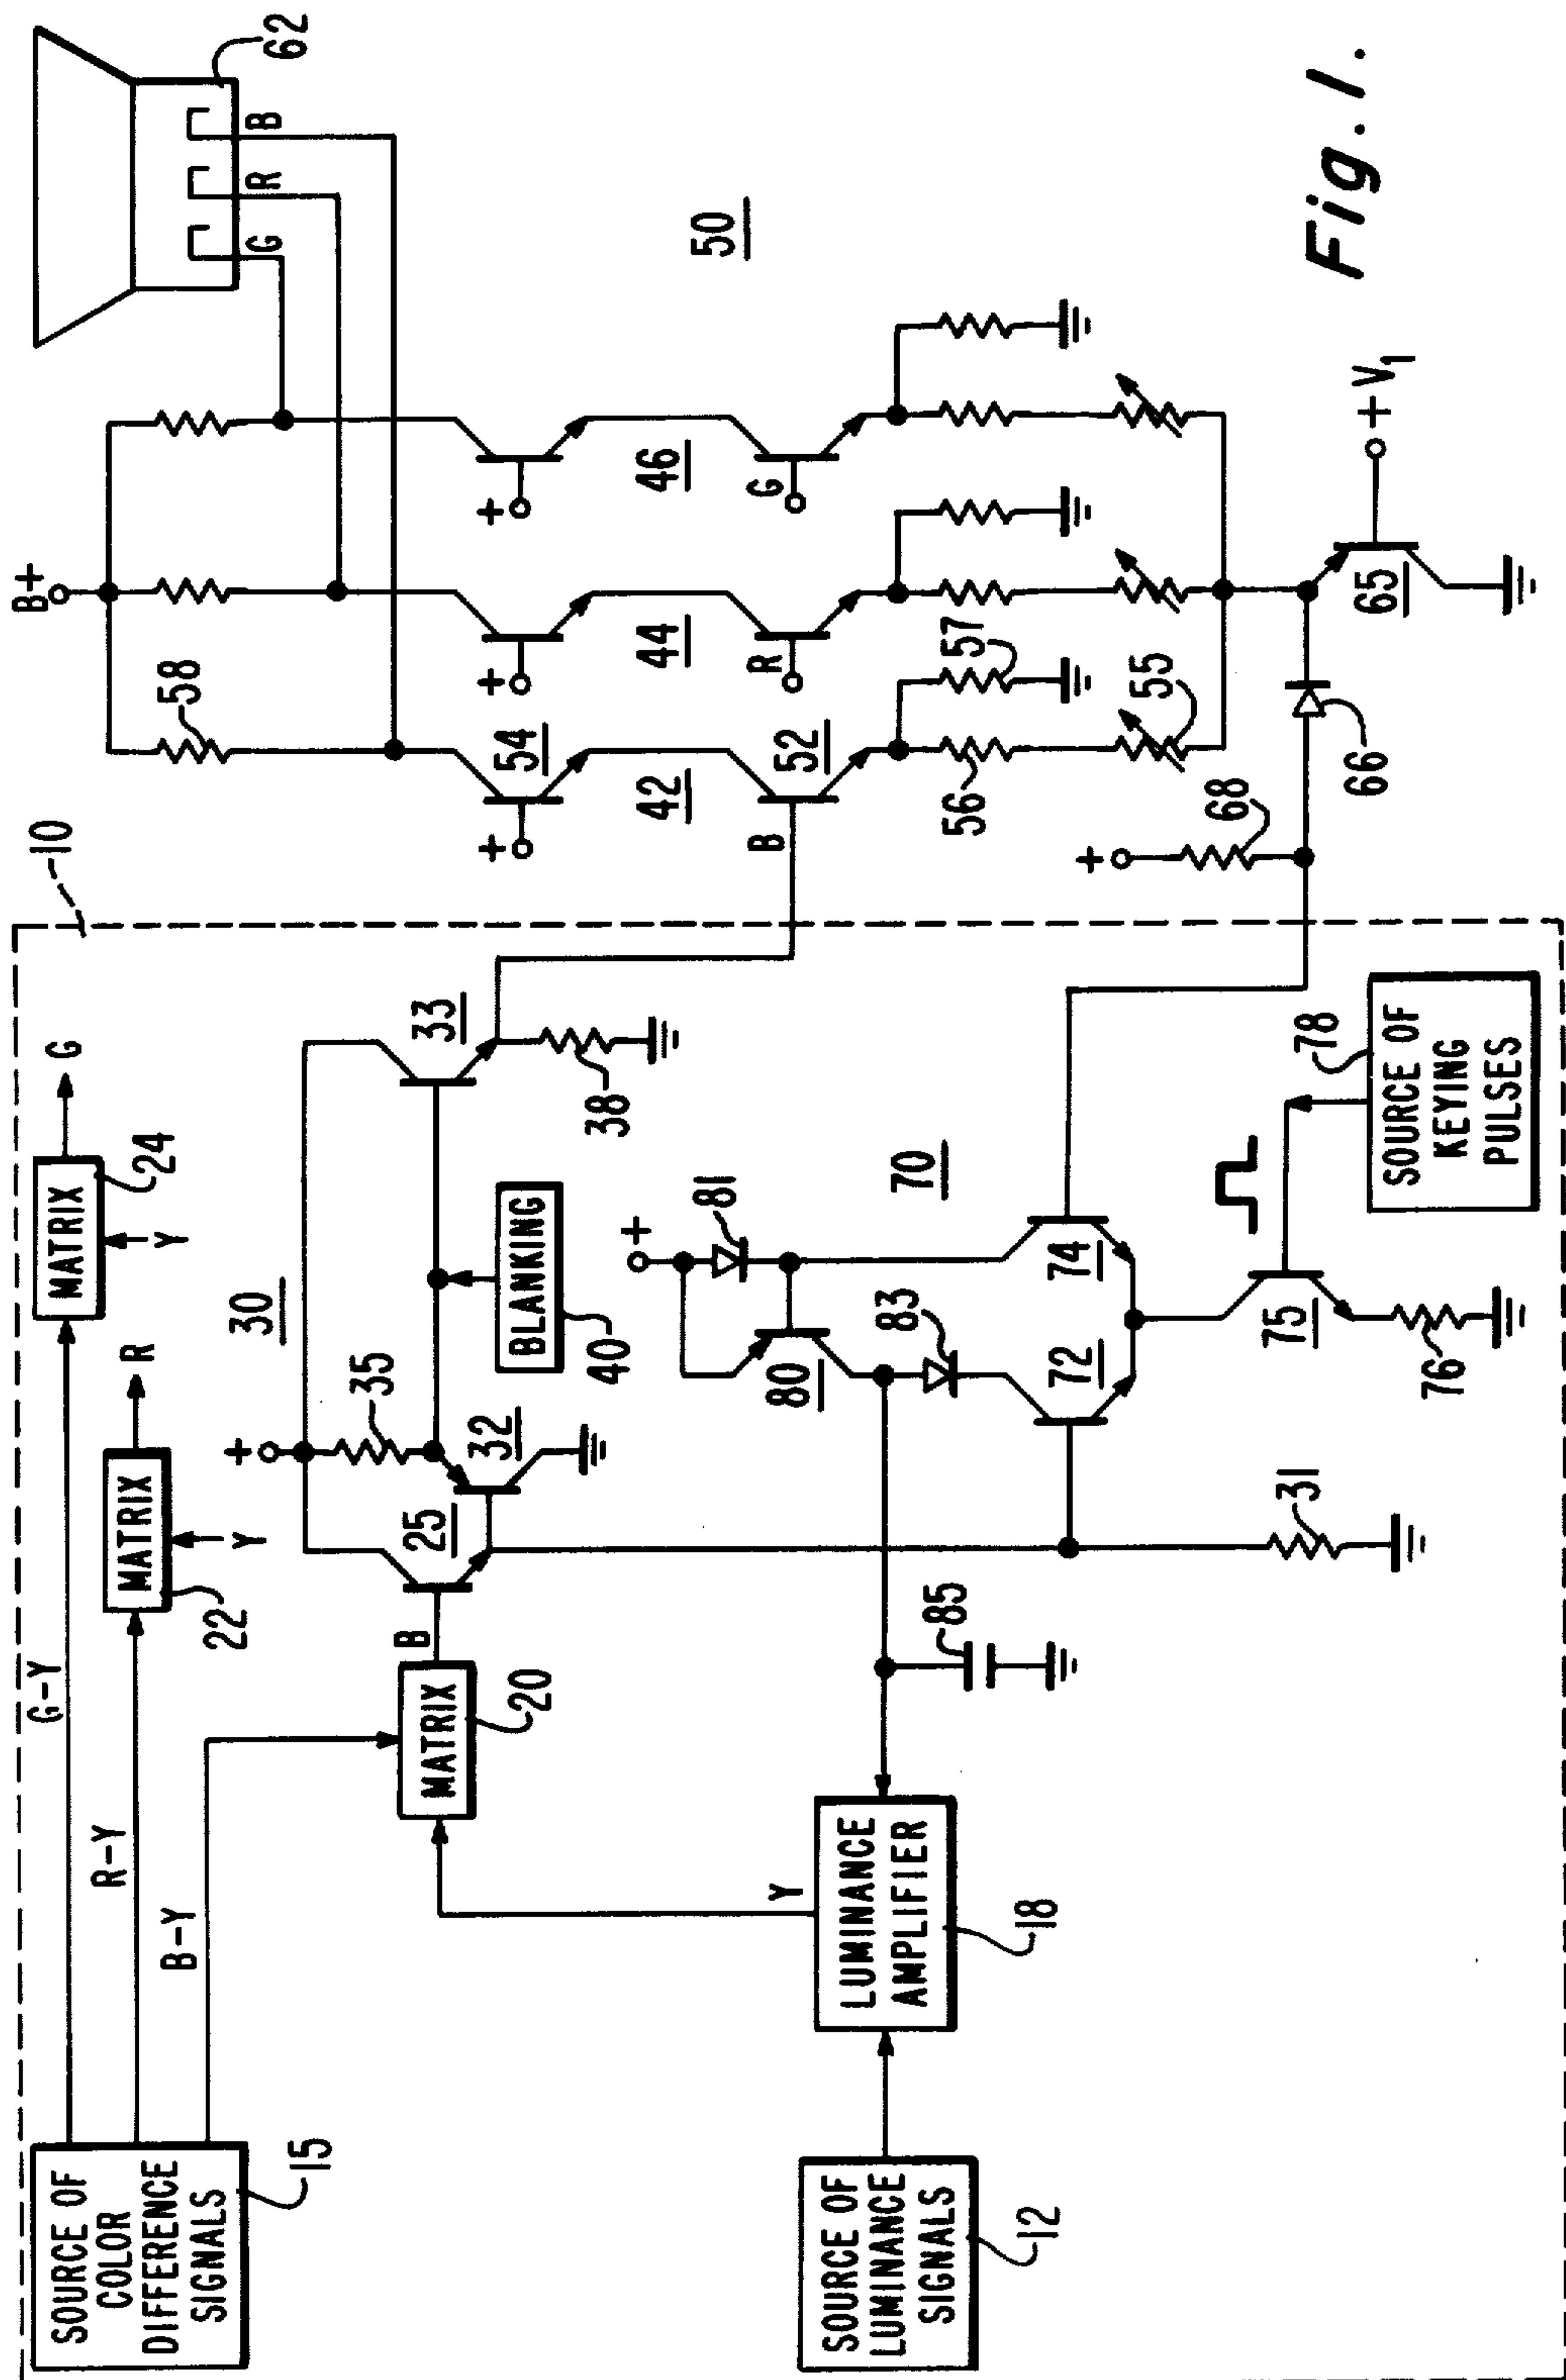 SOURCE OF
COLOR
DIFFERENCE
SIGNALS
15
G-Y
R-Y
B-Y
MATRIX
24
Y
G
MATRIX
22
Y
R
MATRIX
20
B
25
30
+
35
32
BLANKING
40
33
38
10
SOURCE OF
LUMINANCE
SIGNALS
12
LUMINANCE
AMPLIFIER
18
Y
85
31
+
81
80
83
70
72
74
75
76
SOURCE OF
KEYING
PULSES
78
B+
58
+
54
42
B
52
56
57
55
+
44
R
+
46
G
+
68
66
65
+V1
62
G
R
B
50
Fig. 1.